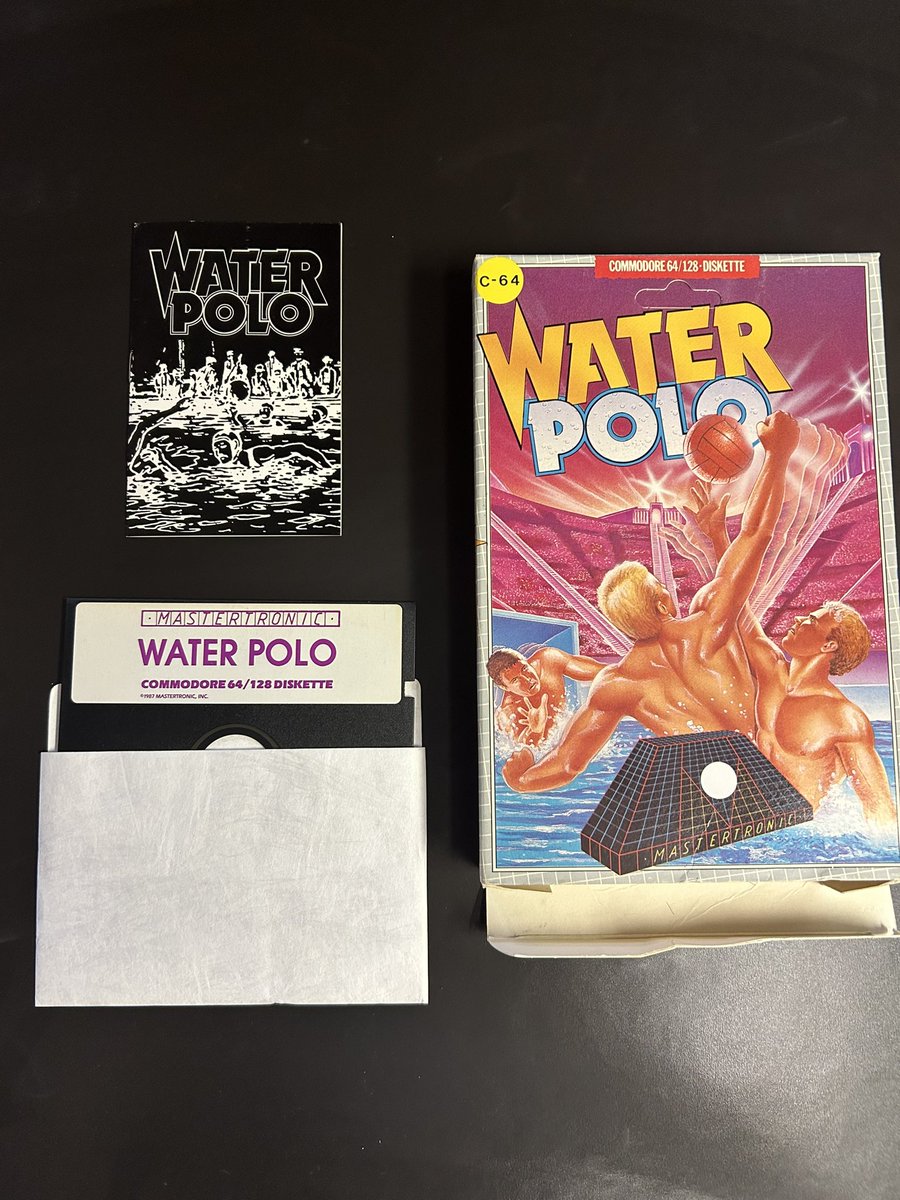 WATER
POLO
·MASTERTRONIC·
WATER POLO
COMMODORE 64/128 DISKETTE
©1987 MASTERTRONIC, INC.
C-64
COMMODORE 64/128·DISKETTE
WATER
POLO
·MASTERTRONIC·